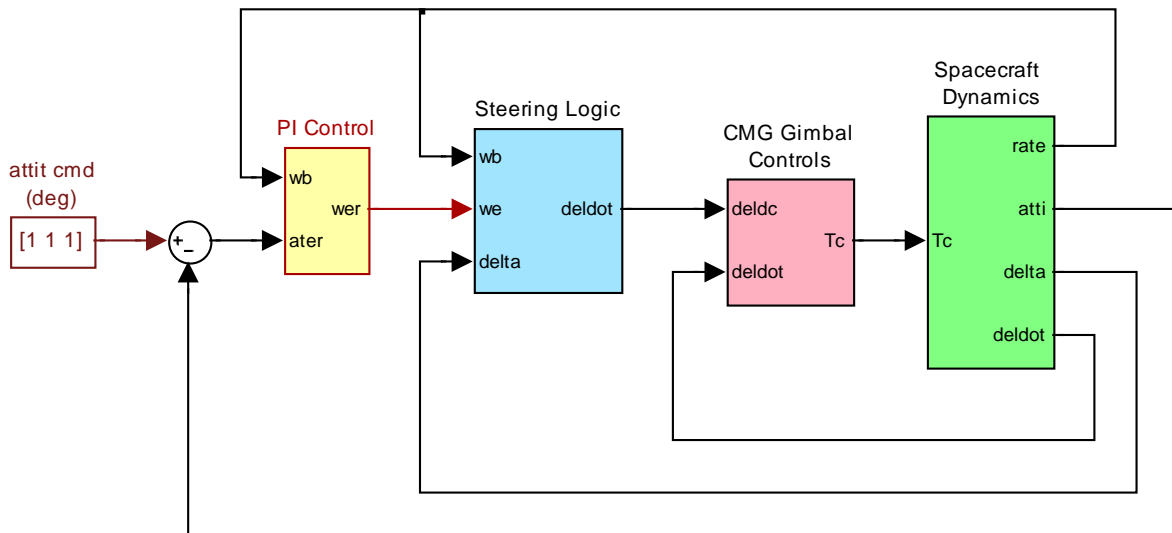 attit cmd
(deg)
[1 1 1]
+
-
PI Control
wb
ater
wer
Steering Logic
wb
we
delta
deldot
CMG Gimbal
Controls
deldc
deldot
Tc
Spacecraft
Dynamics
Tc
rate
atti
delta
deldot